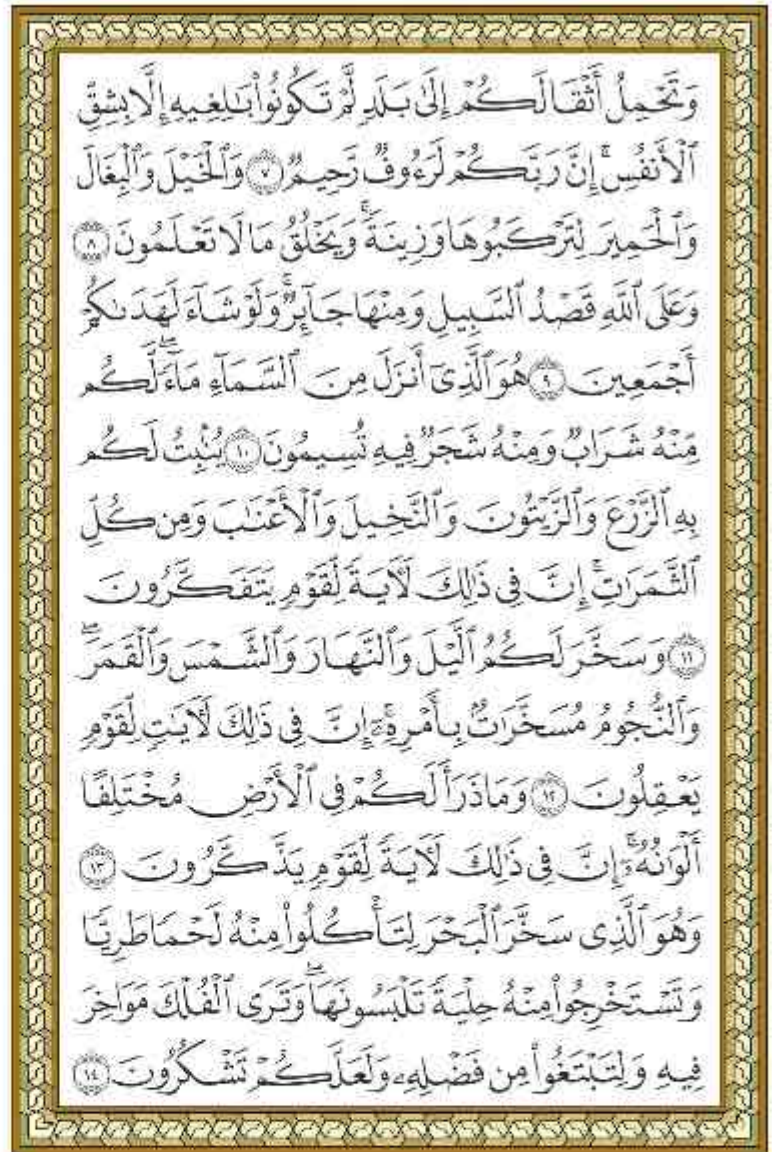 وَتَحْمِلُ أَثْقَالَكُمْ إِلَىٰ بَلَدٍ لَّمْ تَكُونُوا۟ بَـٰلِغِيهِ إِلَّا بِشِقِّ
ٱلْأَنفُسِ ۚ إِنَّ رَبَّكُمْ لَرَءُوفٌ رَّحِيمٌ ٧ وَٱلْخَيْلَ وَٱلْبِغَالَ
وَٱلْحَمِيرَ لِتَرْكَبُوهَا وَزِينَةً ۚ وَيَخْلُقُ مَا لَا تَعْلَمُونَ ٨
وَعَلَى ٱللَّهِ قَصْدُ ٱلسَّبِيلِ وَمِنْهَا جَآئِرٌ ۚ وَلَوْ شَآءَ لَهَدَىٰكُمْ
أَجْمَعِينَ ٩ هُوَ ٱلَّذِىٓ أَنزَلَ مِنَ ٱلسَّمَآءِ مَآءً ۖ لَّكُم
مِّنْهُ شَرَابٌ وَمِنْهُ شَجَرٌ فِيهِ تُسِيمُونَ ١٠ يُنۢبِتُ لَكُم
بِهِ ٱلزَّرْعَ وَٱلزَّيْتُونَ وَٱلنَّخِيلَ وَٱلْأَعْنَـٰبَ وَمِن كُلِّ
ٱلثَّمَرَٰتِ ۗ إِنَّ فِى ذَٰلِكَ لَـَٔايَةً لِّقَوْمٍ يَتَفَكَّرُونَ
١١ وَسَخَّرَ لَكُمُ ٱلَّيْلَ وَٱلنَّهَارَ وَٱلشَّمْسَ وَٱلْقَمَرَ ۖ
وَٱلنُّجُومُ مُسَخَّرَٰتٌۢ بِأَمْرِهِۦٓ ۗ إِنَّ فِى ذَٰلِكَ لَـَٔايَـٰتٍ لِّقَوْمٍ
يَعْقِلُونَ ١٢ وَمَا ذَرَأَ لَكُمْ فِى ٱلْأَرْضِ مُخْتَلِفًا
أَلْوَٰنُهُۥٓ ۗ إِنَّ فِى ذَٰلِكَ لَـَٔايَةً لِّقَوْمٍ يَذَّكَّرُونَ ١٣
وَهُوَ ٱلَّذِى سَخَّرَ ٱلْبَحْرَ لِتَأْكُلُوا۟ مِنْهُ لَحْمًا طَرِيًّا
وَتَسْتَخْرِجُوا۟ مِنْهُ حِلْيَةً تَلْبَسُونَهَا ۖ وَتَرَى ٱلْفُلْكَ مَوَاخِرَ
فِيهِ وَلِتَبْتَغُوا۟ مِن فَضْلِهِۦ وَلَعَلَّكُمْ تَشْكُرُونَ ١٤